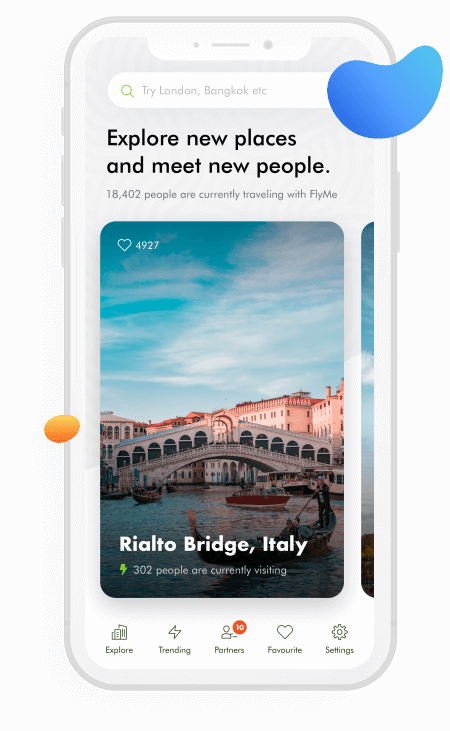 Try London, Bangkok etc
Explore new places
and meet new people.
18,402 people are currently traveling with FlyMe
4927
Rialto Bridge, Italy
302 people are currently visiting
10
Explore Trending Partners Favourite Settings